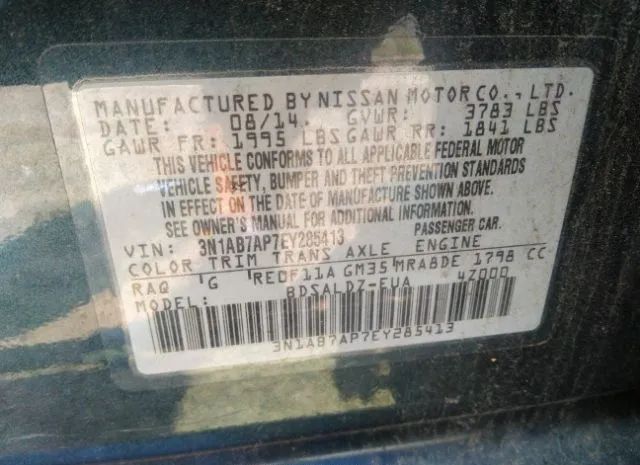 MANUFACTURED BY NISSAN MOTOR CO., LTD.
DATE: 08/14 GVWR: 3783 LBS
GAWR FR: 1995 LBS GAWR RR: 1841 LBS
THIS VEHICLE CONFORMS TO ALL APPLICABLE FEDERAL MOTOR
VEHICLE SAFETY, BUMPER AND THEFT PREVENTION STANDARDS
IN EFFECT ON THE DATE OF MANUFACTURE SHOWN ABOVE.
SEE OWNER'S MANUAL FOR ADDITIONAL INFORMATION.
VIN: 3N1AB7AP7EY285413 PASSENGER CAR.
COLOR TRIM TRANS AXLE ENGINE
RAQ G RE0F11A GM35 MRA8DE 1798 CC
BDSALDZ-EUA 4Z000
3N1AB7AP7EY285413